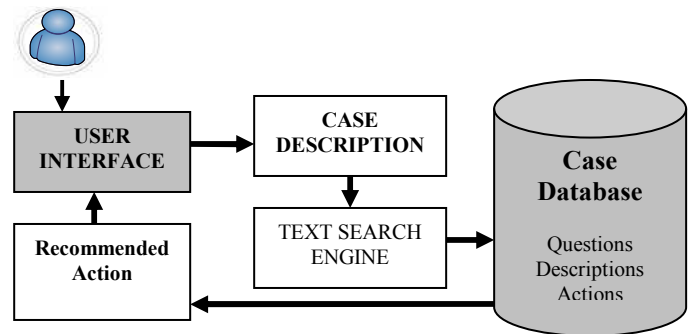 USER
INTERFACE
CASE
DESCRIPTION
Case
Database
Questions
Descriptions
Actions
TEXT SEARCH
ENGINE
Recommended
Action